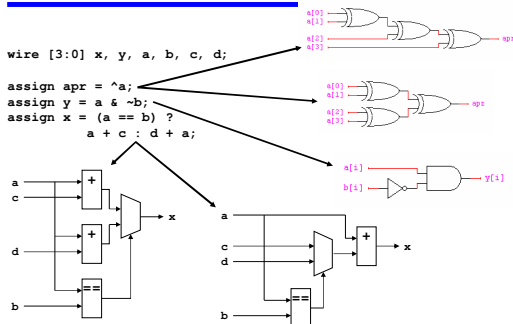 wire [3:0] x, y, a, b, c, d;
assign apr = ^a;
assign y = a & ~b;
assign x = (a == b) ?
a + c : d + a;
a[0]
a[1]
a[2]
a[3]
apr
a[0]
a[1]
a[2]
a[3]
apr
a[i]
b[i]
y[i]
a
c
d
b
+
+
==
x
a
c
d
b
+
==
x